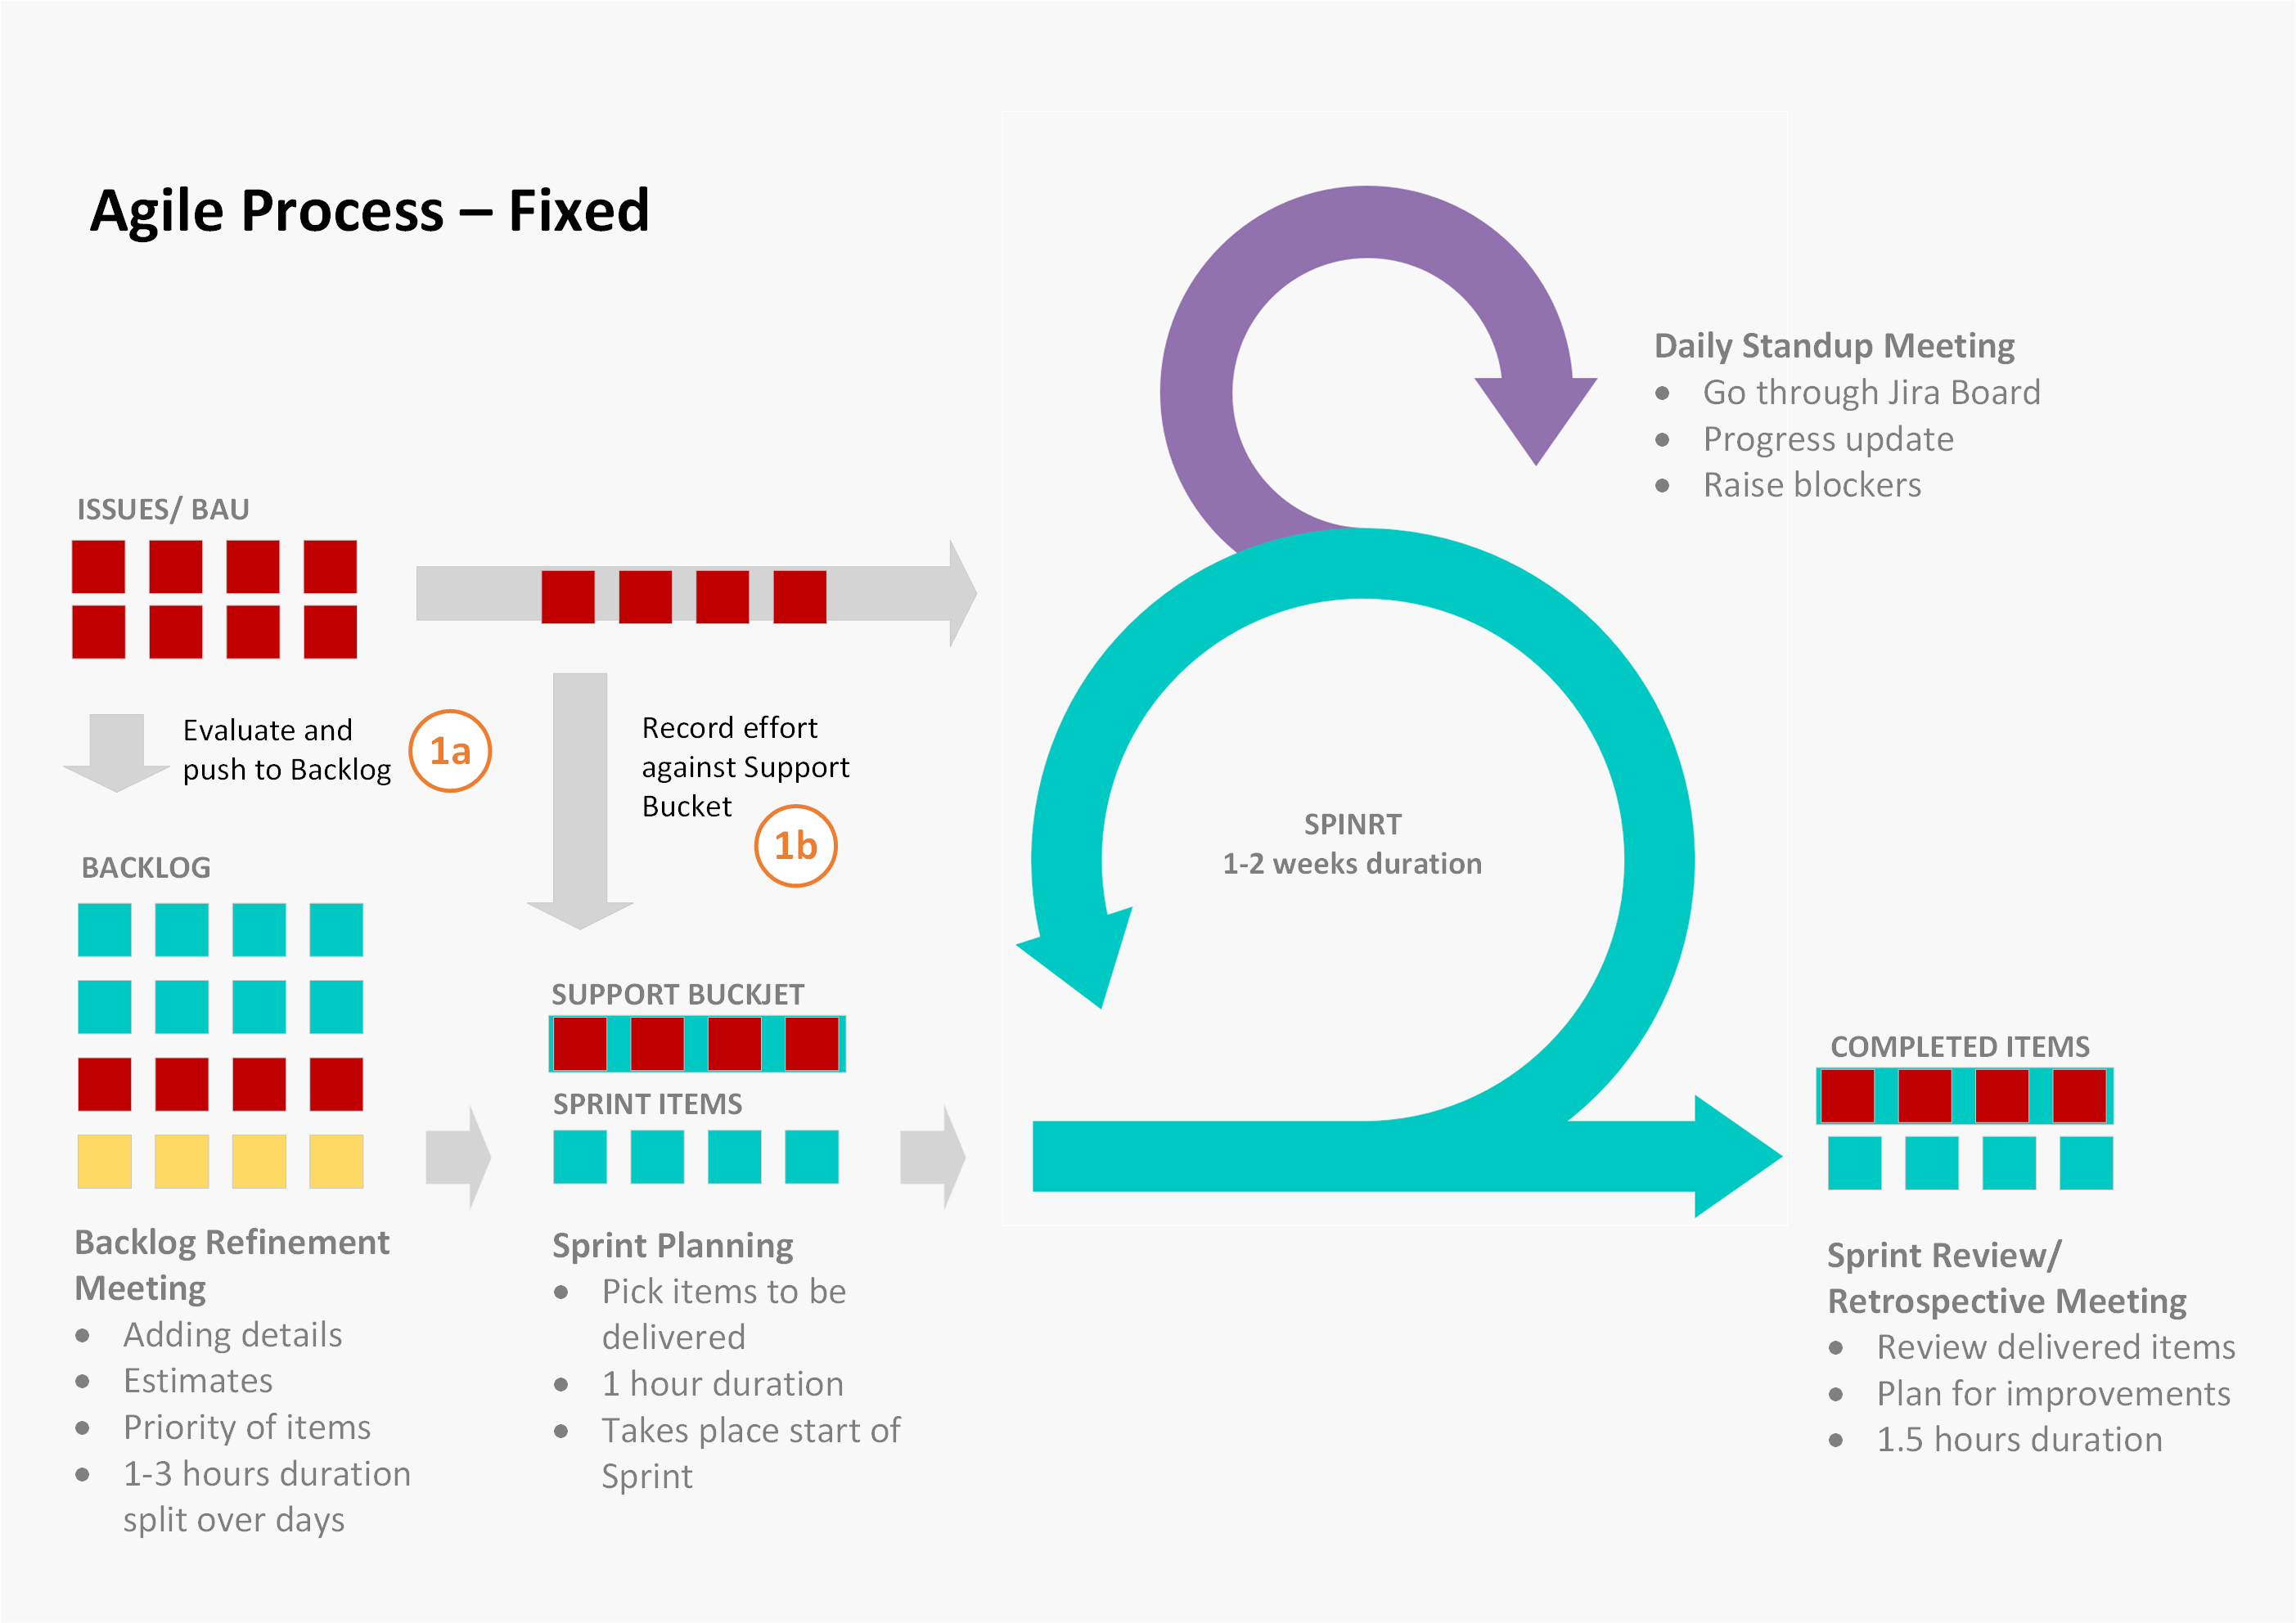 Agile Process – Fixed
Daily Standup Meeting
● Go through Jira Board
● Progress update
● Raise blockers
ISSUES/ BAU
Evaluate and
push to Backlog
1a
Record effort
against Support
Bucket
1b
SPINRT
1-2 weeks duration
BACKLOG
SUPPORT BUCKJET
SPRINT ITEMS
COMPLETED ITEMS
Backlog Refinement
Meeting
● Adding details
● Estimates
● Priority of items
● 1-3 hours duration
split over days
Sprint Planning
● Pick items to be
delivered
● 1 hour duration
● Takes place start of
Sprint
Sprint Review/
Retrospective Meeting
● Review delivered items
● Plan for improvements
● 1.5 hours duration